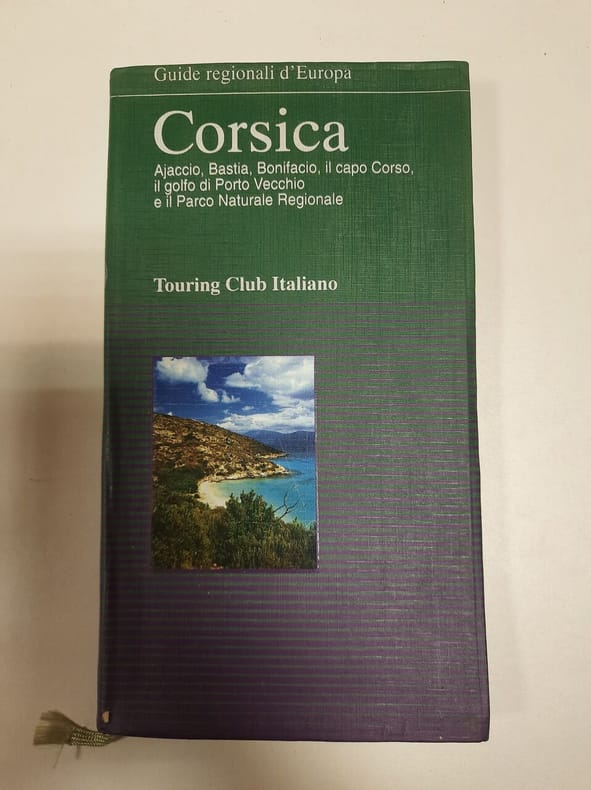 Guide regionali d'Europa
Corsica
Ajaccio, Bastia, Bonifacio, il capo Corso,
il golfo di Porto Vecchio
e il Parco Naturale Regionale
Touring Club Italiano